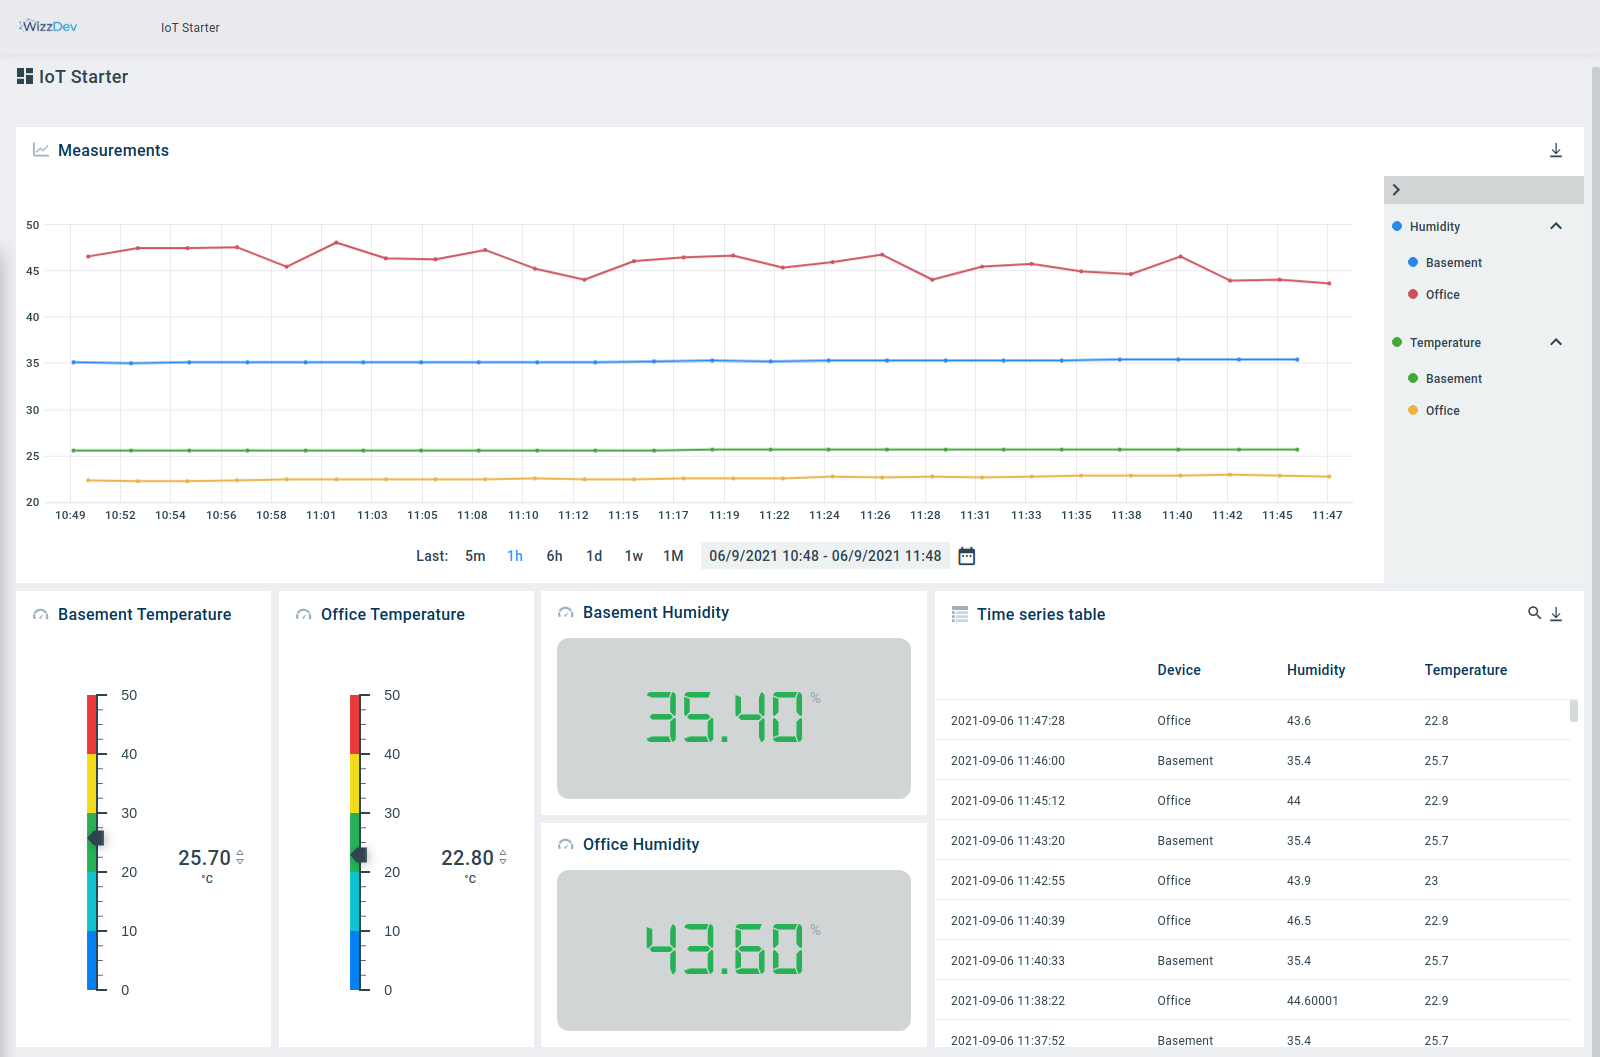 WizzDev
IoT Starter
IoT Starter
Measurements
50
45
40
35
30
25
20
10:49 10:52 10:54 10:56 10:58 11:01 11:03 11:05 11:08 11:10 11:12 11:15 11:17 11:19 11:22 11:24 11:26 11:28 11:31 11:33 11:35 11:38 11:40 11:42 11:45 11:47
Last: 5m 1h 6h 1d 1w 1M 06/9/2021 10:48 - 06/9/2021 11:48
Humidity
Basement
Office
Temperature
Basement
Office
Basement Temperature
50
40
30
20
10
0
25.70
°C
Office Temperature
50
40
30
20
10
0
22.80
°C
Basement Humidity
35.40 %
Office Humidity
43.60 %
Time series table
Device Humidity Temperature
2021-09-06 11:47:28 Office 43.6 22.8
2021-09-06 11:46:00 Basement 35.4 25.7
2021-09-06 11:45:12 Office 44 22.9
2021-09-06 11:43:20 Basement 35.4 25.7
2021-09-06 11:42:55 Office 43.9 23
2021-09-06 11:40:39 Office 46.5 22.9
2021-09-06 11:40:33 Basement 35.4 25.7
2021-09-06 11:38:22 Office 44.60001 22.9
2021-09-06 11:37:52 Basement 35.4 25.7